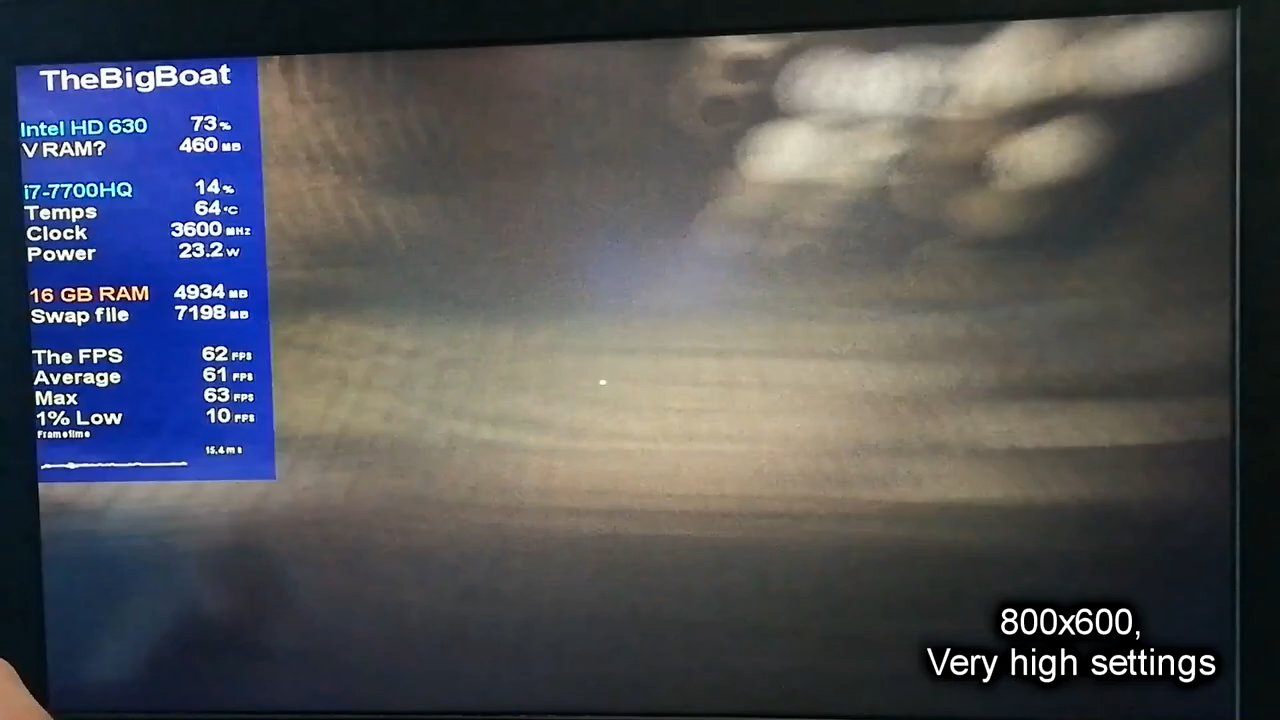 TheBigBoat
Intel HD 630 73%
VRAM? 460 MB
i7-7700HQ 14%
Temps 64°C
Clock 3600 MHz
Power 23.2 W
16 GB RAM 4934 MB
Swap file 7198 MB
The FPS 62 FPS
Average 61 FPS
Max 63 FPS
1% Low 10 FPS
Frametime
15.4 ms
800x600,
Very high settings